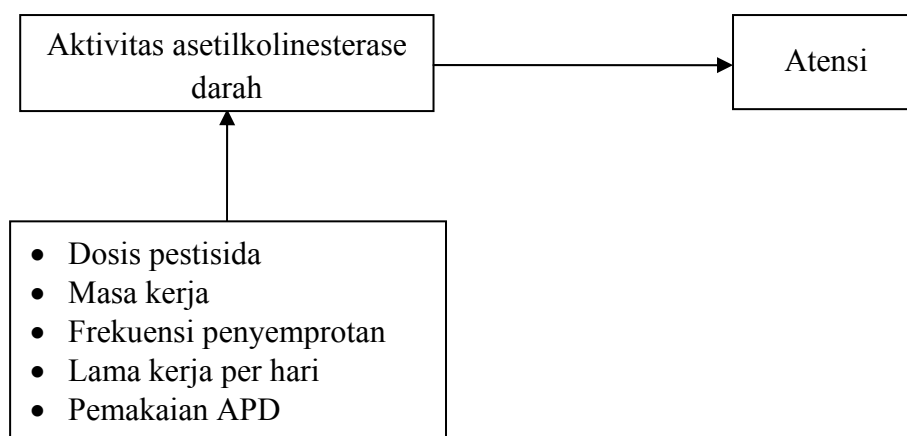 Aktivitas asetilkolinesterase
darah
Atensi
• Dosis pestisida
• Masa kerja
• Frekuensi penyemprotan
• Lama kerja per hari
• Pemakaian APD